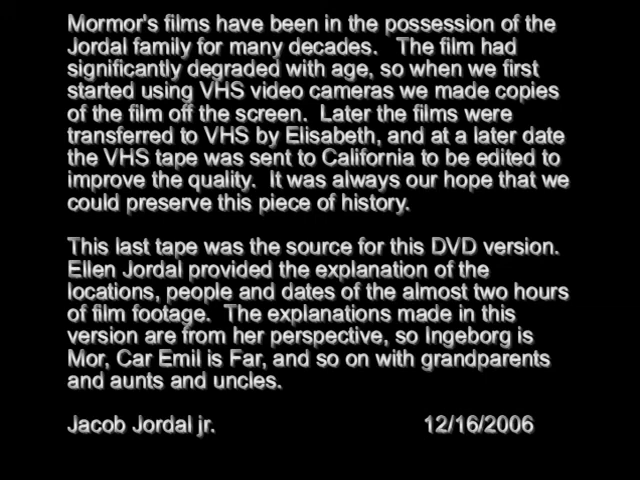 Mormor's films have been in the possession of the
Jordal family for many decades.   The film had
significantly degraded with age, so when we first
started using VHS video cameras we made copies
of the film off the screen.  Later the films were
transferred to VHS by Elisabeth, and at a later date
the VHS tape was sent to California to be edited to
improve the quality.  It was always our hope that we
could preserve this piece of history.

This last tape was the source for this DVD version.
Ellen Jordal provided the explanation of the
locations, people and dates of the almost two hours
of film footage.  The explanations made in this
version are from her perspective, so Ingeborg is
Mor, Car Emil is Far, and so on with grandparents
and aunts and uncles.

Jacob Jordal jr.                    12/16/2006